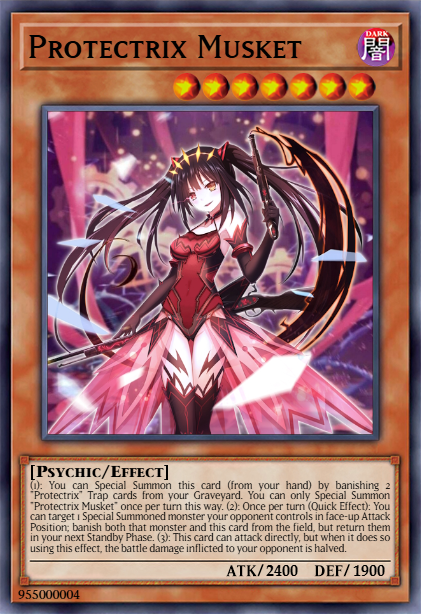 Protectrix Musket
DARK
闇
[Psychic/Effect]
(1): You can Special Summon this card (from your hand) by banishing 2
"Protectrix" Trap cards from your Graveyard. You can only Special Summon
"Protectrix Musket" once per turn this way. (2): Once per turn (Quick Effect): You
can target 1 Special Summoned monster your opponent controls in face-up Attack
Position; banish both that monster and this card from the field, but return them
in your next Standby Phase. (3): This card can attack directly, but when it does so
using this effect, the battle damage inflicted to your opponent is halved.
ATK/2400 DEF/1900
955000004